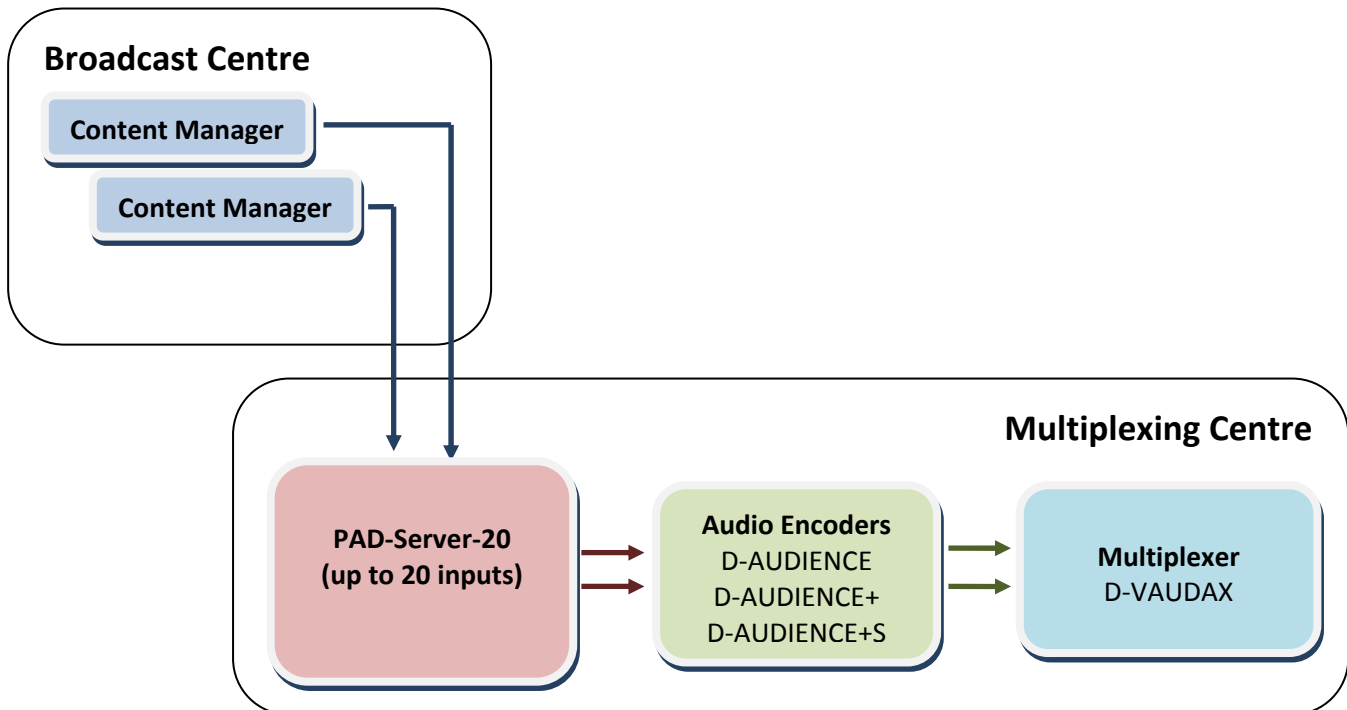 Broadcast Centre
Content Manager
Content Manager
Multiplexing Centre
PAD-Server-20
(up to 20 inputs)
Audio Encoders
D-AUDIENCE
D-AUDIENCE+
D-AUDIENCE+S
Multiplexer
D-VAUDAX